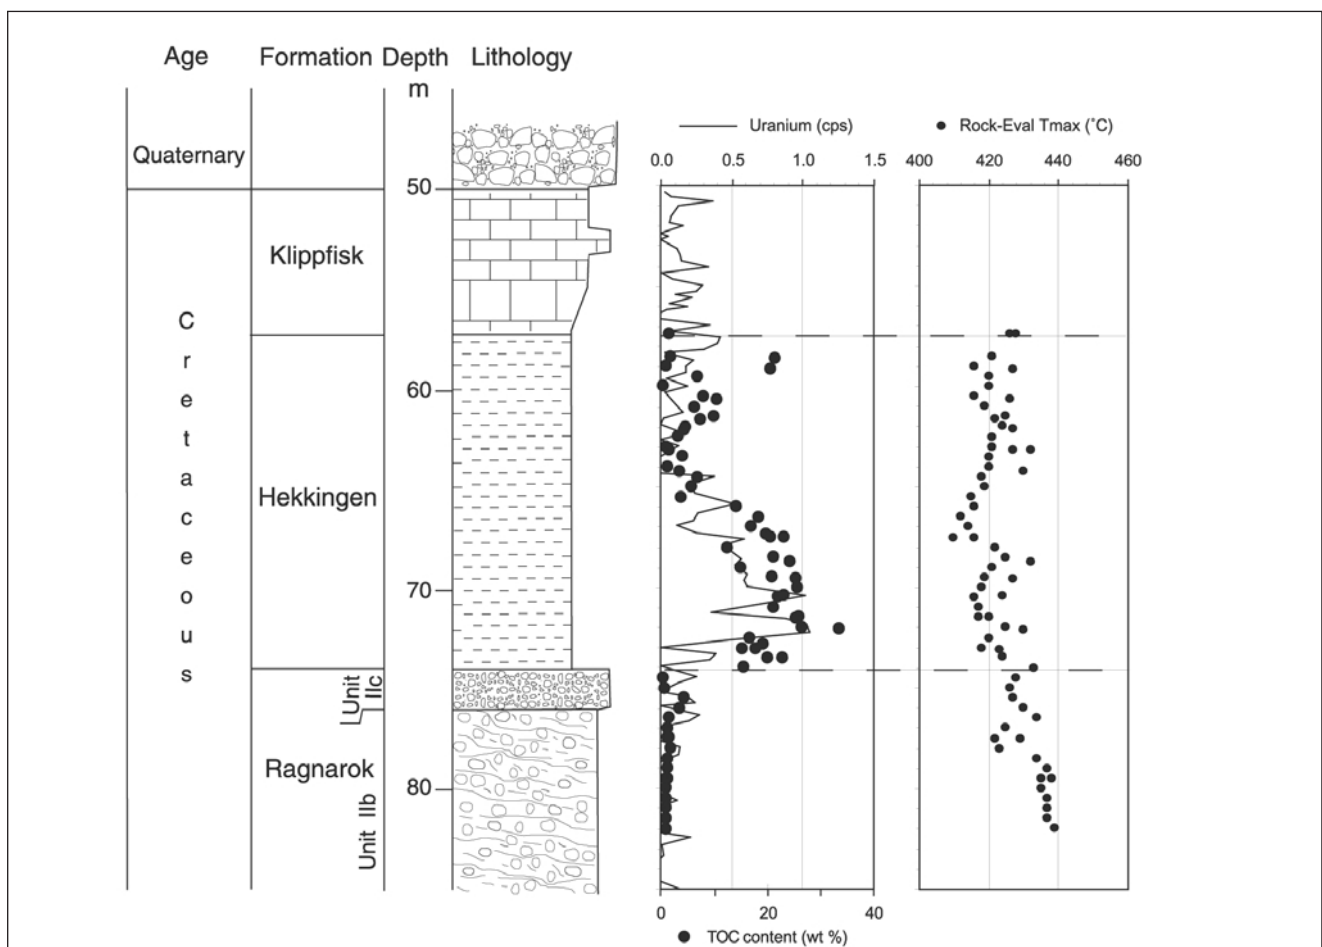 Age Formation Depth Lithology
m
Uranium (cps) Rock-Eval Tmax (˚C)
0.0 0.5 1.0 1.5 400 420 440 460
Quaternary
50
Klippfisk
Cretaceous
60
Hekkingen
70
Unit IIc
Ragnarok
80
Unit IIb
0 20 40
TOC content (wt %)